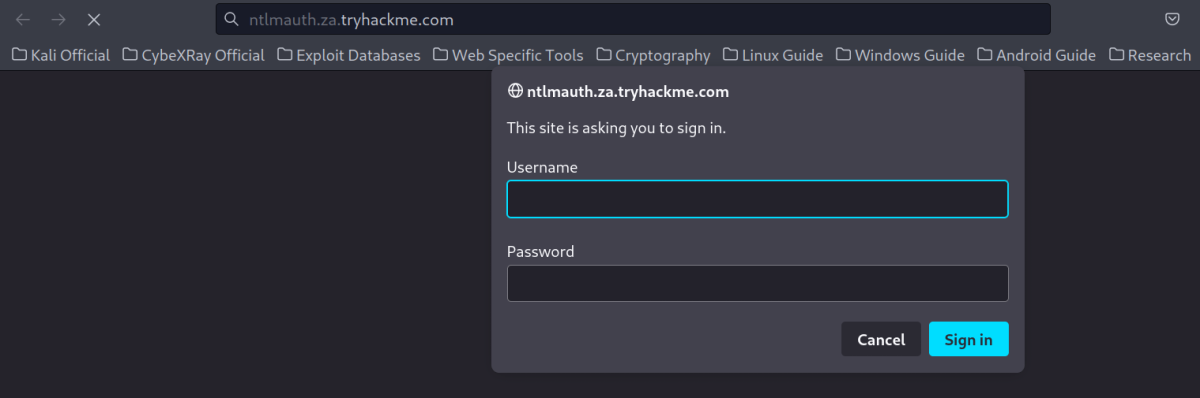 ntlmauth.za.tryhackme.com
Kali Official CybeXRay Official Exploit Databases Web Specific Tools Cryptography Linux Guide Windows Guide Android Guide Research
ntlmauth.za.tryhackme.com
This site is asking you to sign in.
Username
Password
Cancel Sign in